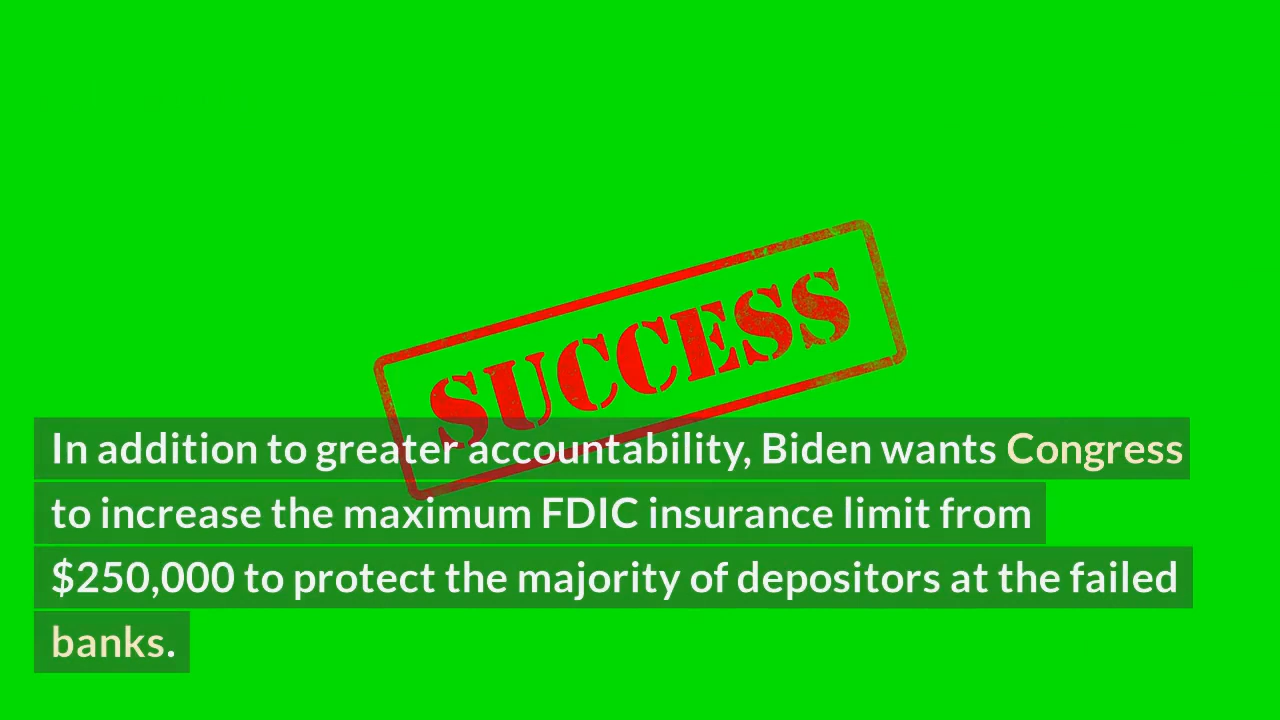 SUCCESS
In addition to greater accountability, Biden wants Congress
to increase the maximum FDIC insurance limit from
$250,000 to protect the majority of depositors at the failed
banks.